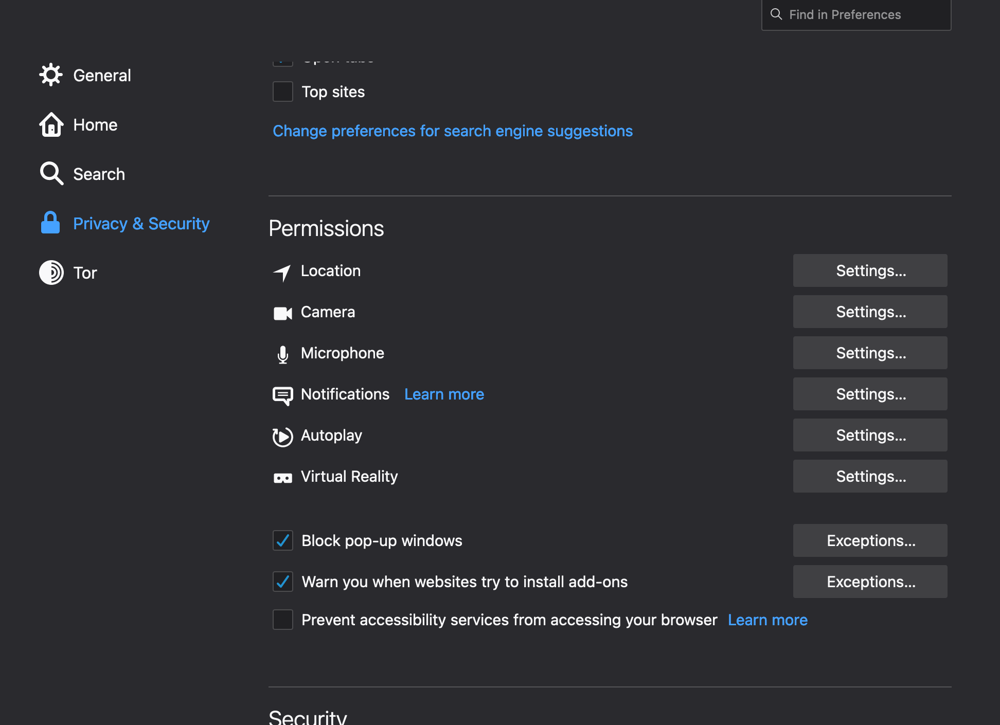 Find in Preferences
General
Home
Search
Privacy & Security
Tor
Open tabs
Top sites
Change preferences for search engine suggestions
Permissions
Location Settings...
Camera Settings...
Microphone Settings...
Notifications Learn more Settings...
Autoplay Settings...
Virtual Reality Settings...
Block pop-up windows Exceptions...
Warn you when websites try to install add-ons Exceptions...
Prevent accessibility services from accessing your browser Learn more
Security